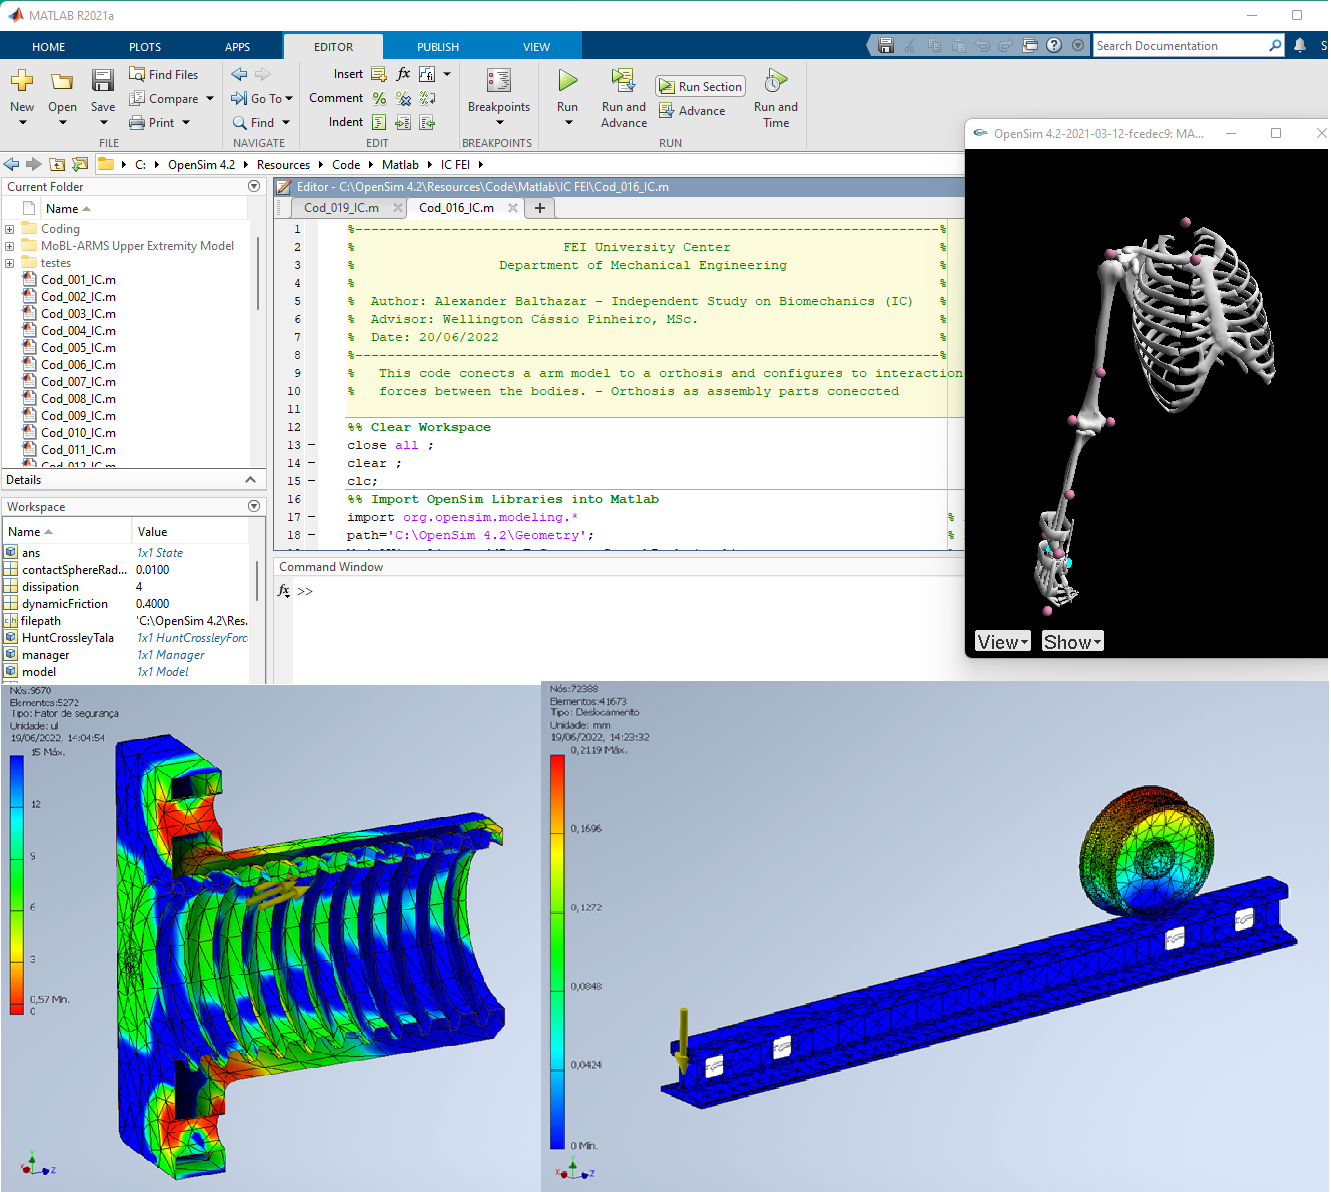 MATLAB R2021a
HOME PLOTS APPS EDITOR PUBLISH VIEW
Search Documentation
New Open Save
Find Files
Compare
Print
FILE
Go To
Find
NAVIGATE
Insert
Comment
Indent
EDIT
Breakpoints
BREAKPOINTS
Run
Run and Advance
Run Section
Advance
Run and Time
RUN
C: OpenSim 4.2 Resources Code Matlab IC FEI
Current Folder
Name
Coding
MoBL-ARMS Upper Extremity Model
testes
Cod_001_IC.m
Cod_002_IC.m
Cod_003_IC.m
Cod_004_IC.m
Cod_005_IC.m
Cod_006_IC.m
Cod_007_IC.m
Cod_008_IC.m
Cod_009_IC.m
Cod_010_IC.m
Cod_011_IC.m
Cod_012_IC.m
Details
Workspace
Name Value
ans 1x1 State
contactSphereRad... 0.0100
dissipation 4
dynamicFriction 0.4000
filepath 'C:\OpenSim 4.2\Res.
HuntCrossleyTala 1x1 HuntCrossleyForc
manager 1x1 Manager
model 1x1 Model
Editor - C:\OpenSim 4.2\Resources\Code\Matlab\IC FEI\Cod_016_IC.m
Cod_019_IC.m Cod_016_IC.m
1 %-----------------------------------------------------------------------%
2 % FEI University Center %
3 % Department of Mechanical Engineering %
4 % %
5 % Author: Alexander Balthazar - Independent Study on Biomechanics (IC) %
6 % Advisor: Wellington Cássio Pinheiro, MSc. %
7 % Date: 20/06/2022 %
8 %-----------------------------------------------------------------------%
9 % This code conects a arm model to a orthosis and configures to interaction
10 % forces between the bodies. - Orthosis as assembly parts coneccted
11
12 %% Clear Workspace
13 - close all ;
14 - clear ;
15 - clc;
16 %% Import OpenSim Libraries into Matlab
17 - import org.opensim.modeling.* %
18 - path='C:\OpenSim 4.2\Geometry'; %
Command Window
fx >>
OpenSim 4.2-2021-03-12-fcedec9: MA...
View Show
Nós:9670
Elementos:5272
Tipo: Fator de segurança
Unidade: ul
19/06/2022, 14:04:54
15 Máx.
12
9
6
3
0,57 Mín.
0
Nós:72388
Elementos:41673
Tipo: Deslocamento
Unidade: mm
19/06/2022, 14:23:32
0,2119 Máx.
0,1696
0,1272
0,0848
0,0424
0 Mín.